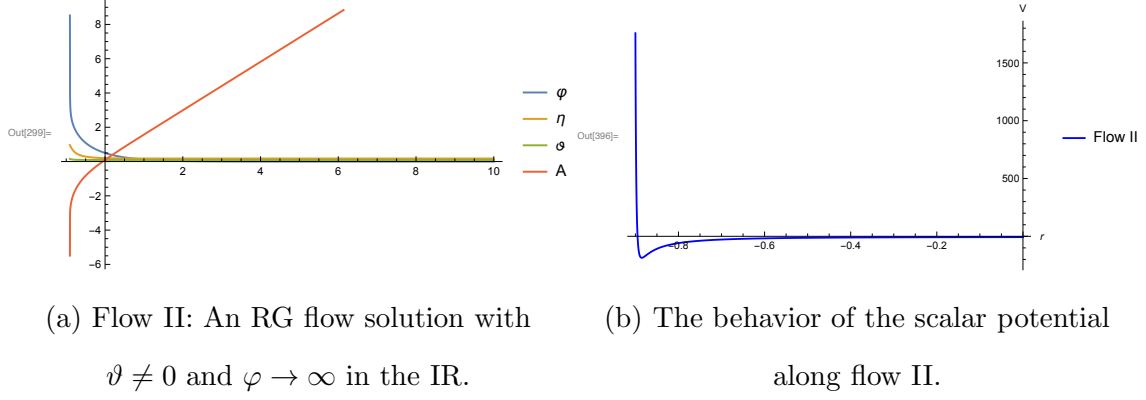 8
6
4
2
−2
−4
−6
2
4
6
8
10
Out[299]=
φ
η
ϑ
A
V
1500
1000
500
−0.8
−0.6
−0.4
−0.2
r
Out[396]=
Flow II
(a) Flow II: An RG flow solution with
ϑ ≠ 0 and φ → ∞ in the IR.
(b) The behavior of the scalar potential
along flow II.